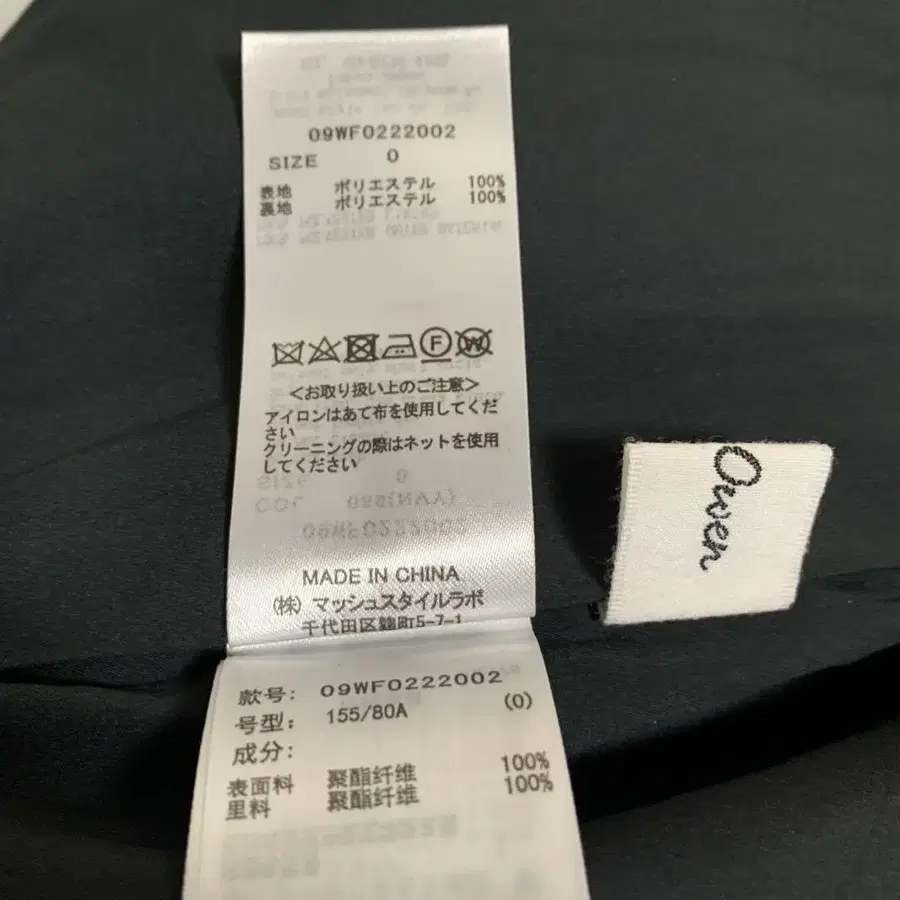 09WF0222002
SIZE 0
表地 ポリエステル 100%
裏地 ポリエステル 100%
F
W
<お取り扱い上のご注意>
アイロンはあて布を使用してくだ
さい
クリーニングの際はネットを使用
してください
MADE IN CHINA
(株) マッシュスタイルラボ
千代田区麹町5-7-1
款号: 09WF0222002
号型: 155/80A (0)
成分:
表面料 聚酯纤维 100%
里料 聚酯纤维 100%
Owen